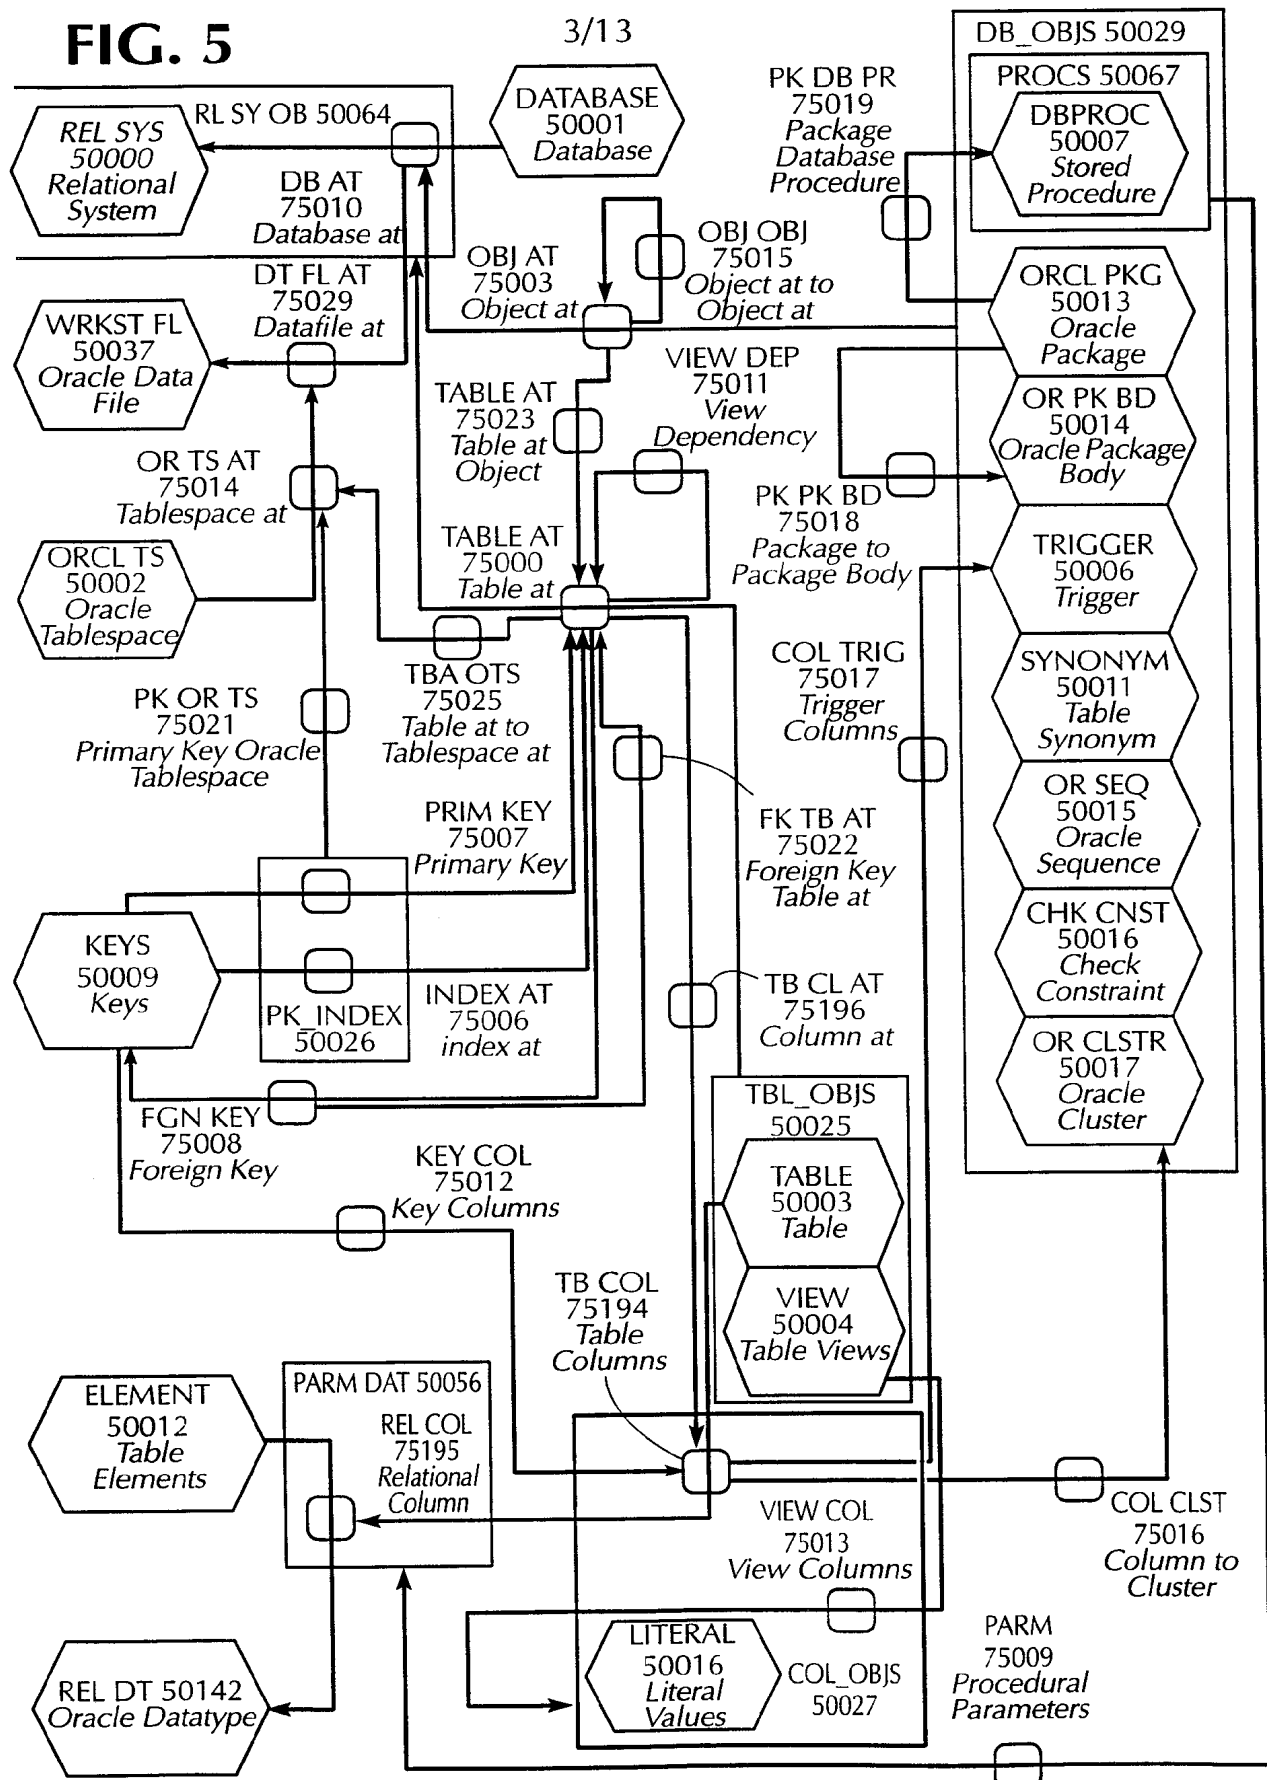 FIG. 5
3/13
DB_OBJS 50029
PROCS 50067
DBPROC
50007
Stored
Procedure
PK DB PR
75019
Package
Database
Procedure
DATABASE
50001
Database
RL SY OB 50064
REL SYS
50000
Relational
System
DB AT
75010
Database at
OBJ AT
75003
Object at
OBJ OBJ
75015
Object at to
Object at
DT FL AT
75029
Datafile at
WRKST FL
50037
Oracle Data
File
ORCL PKG
50013
Oracle
Package
VIEW DEP
75011
View
Dependency
TABLE AT
75023
Table at
Object
OR PK BD
50014
Oracle Package
Body
OR TS AT
75014
Tablespace at
PK PK BD
75018
Package to
Package Body
TABLE AT
75000
Table at
ORCL TS
50002
Oracle
Tablespace
TRIGGER
50006
Trigger
COL TRIG
75017
Trigger
Columns
SYNONYM
50011
Table
Synonym
TBA OTS
75025
Table at to
Tablespace at
PK OR TS
75021
Primary Key Oracle
Tablespace
OR SEQ
50015
Oracle
Sequence
PRIM KEY
75007
Primary Key
FK TB AT
75022
Foreign Key
Table at
CHK CNST
50016
Check
Constraint
KEYS
50009
Keys
PK_INDEX
50026
INDEX AT
75006
index at
TB CL AT
75196
Column at
OR CLSTR
50017
Oracle
Cluster
TBL_OBJS
50025
FGN KEY
75008
Foreign Key
KEY COL
75012
Key Columns
TABLE
50003
Table
TB COL
75194
Table
Columns
VIEW
50004
Table Views
PARM DAT 50056
ELEMENT
50012
Table
Elements
REL COL
75195
Relational
Column
VIEW COL
75013
View Columns
COL CLST
75016
Column to
Cluster
LITERAL
50016
Literal
Values
COL_OBJS
50027
PARM
75009
Procedural
Parameters
REL DT 50142
Oracle Datatype